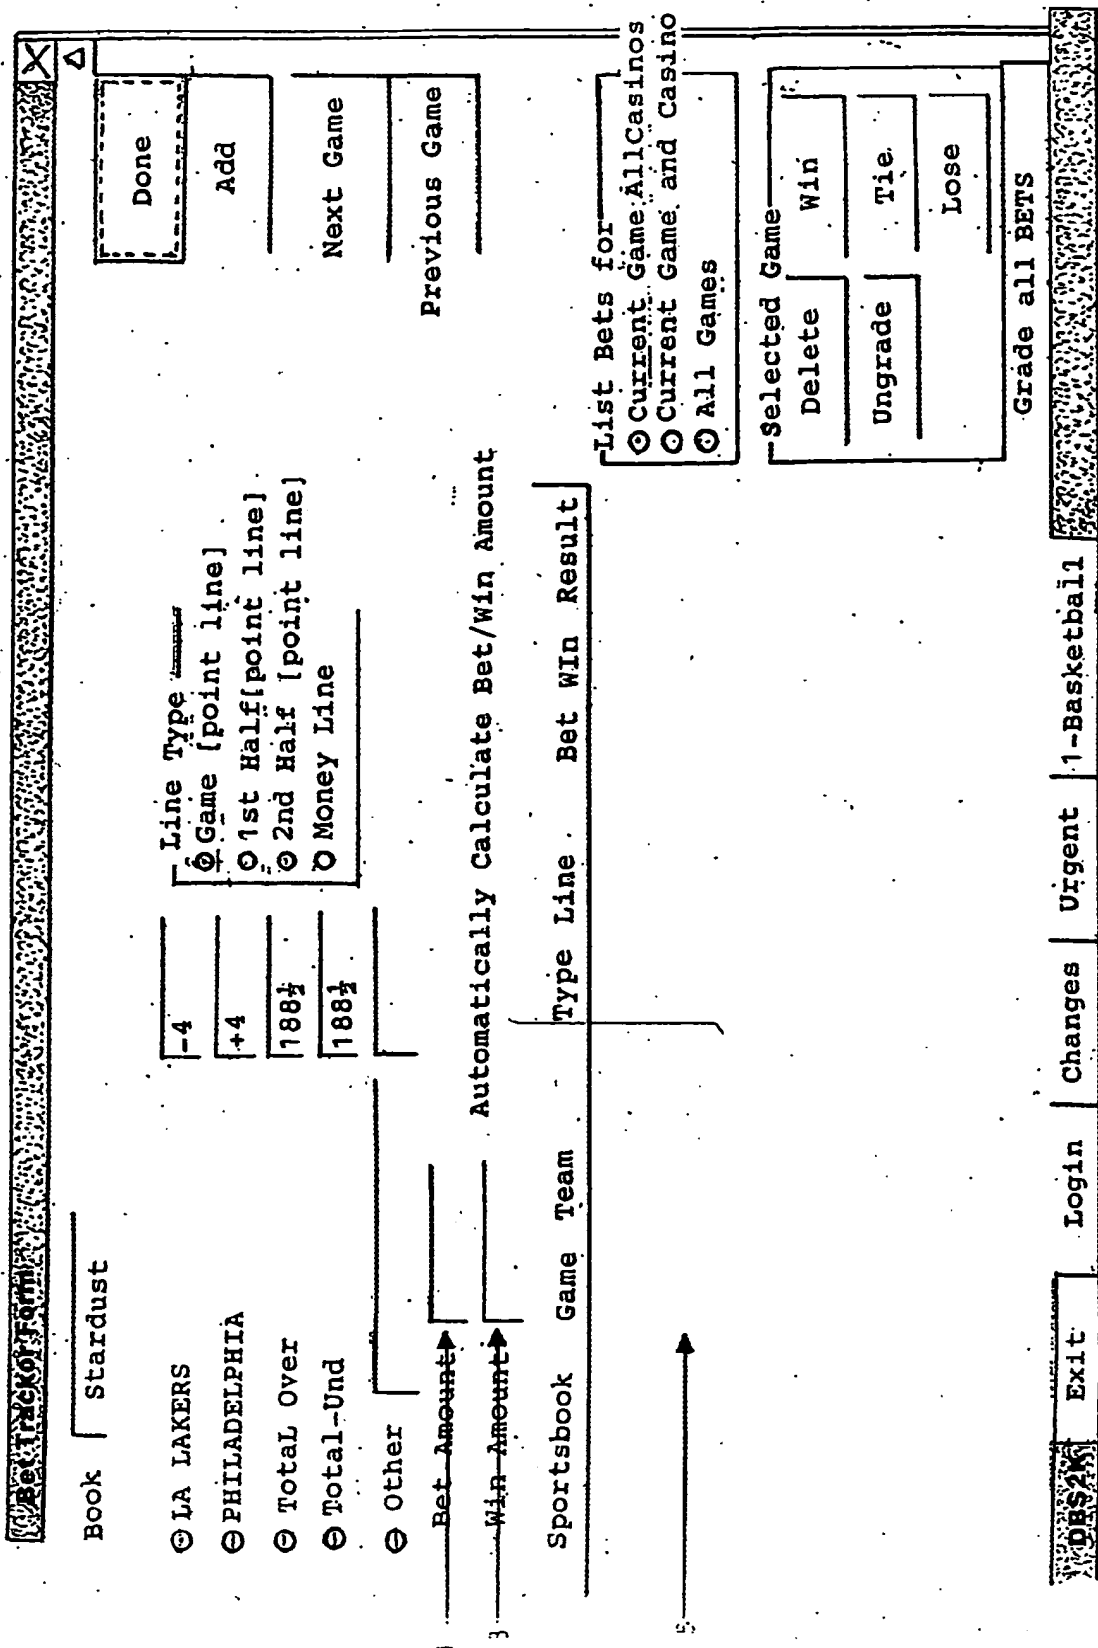 Bet Trackor Form
X
Book Stardust
Done
Add
Next Game
Previous Game
LA LAKERS -4
PHILADELPHIA +4
TotaL Over 188½
Total-Und 188½
Other
Line Type
Game [point line]
1st Half[point line]
2nd Half [point line]
Money Line
Bet Amount
Win Amount
Automatically Calculate Bet/Win Amount
Sportsbook Game Team Type Line Bet WIn Result
List Bets for
Current Game AllCasinos
Current Game and Casino
All Games
Selected Game
Delete Win
Ungrade Tie
Lose
Grade all BETS
DBS2K Exit Login Changes Urgent 1-Basketball